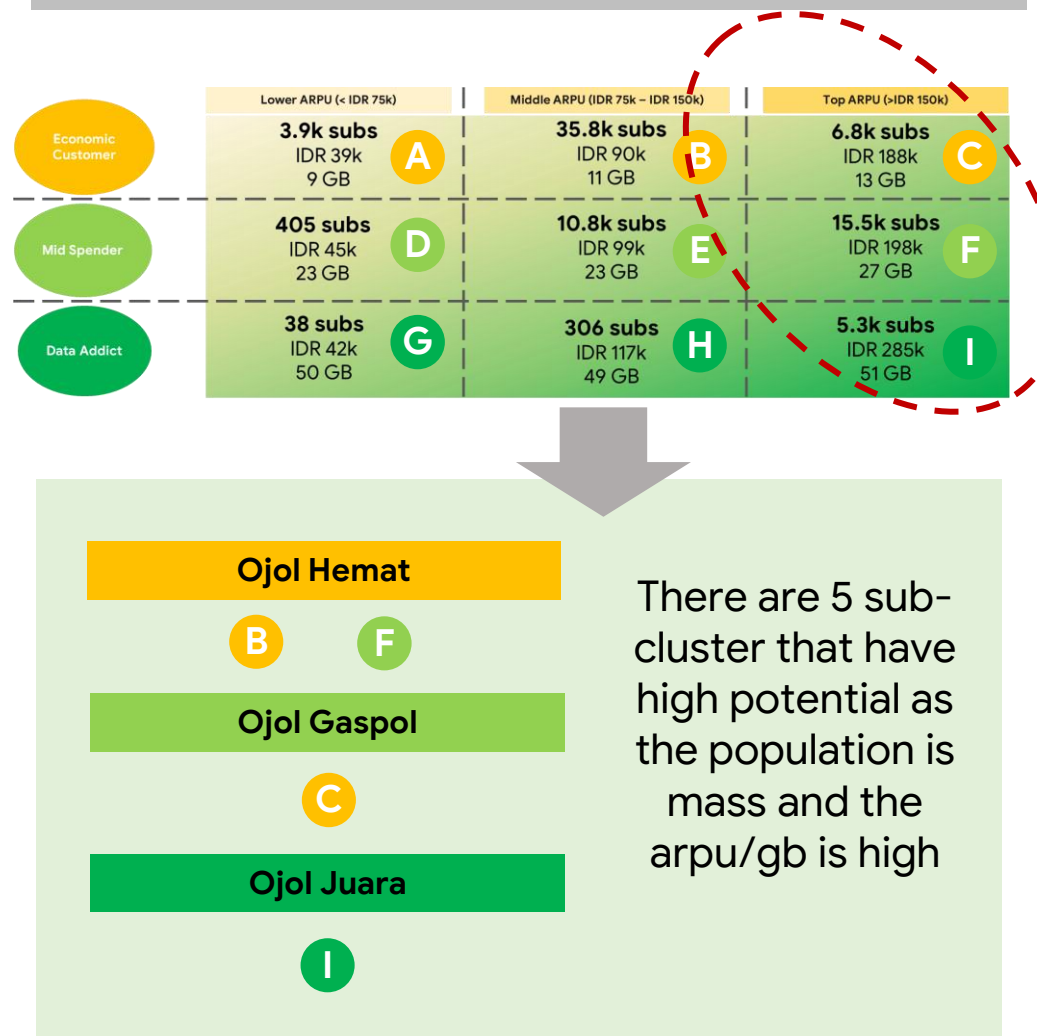 Lower ARPU (< IDR 75k)
Middle ARPU (IDR 75k – IDR 150k)
Top ARPU (>IDR 150k)
Economic
Customer
3.9k subs
IDR 39k
9 GB
A
35.8k subs
IDR 90k
11 GB
B
6.8k subs
IDR 188k
13 GB
C
Mid Spender
405 subs
IDR 45k
23 GB
D
10.8k subs
IDR 99k
23 GB
E
15.5k subs
IDR 198k
27 GB
F
Data Addict
38 subs
IDR 42k
50 GB
G
306 subs
IDR 117k
49 GB
H
5.3k subs
IDR 285k
51 GB
I
Ojol Hemat
B F
Ojol Gaspol
C
Ojol Juara
I
There are 5 sub-
cluster that have
high potential as
the population is
mass and the
arpu/gb is high